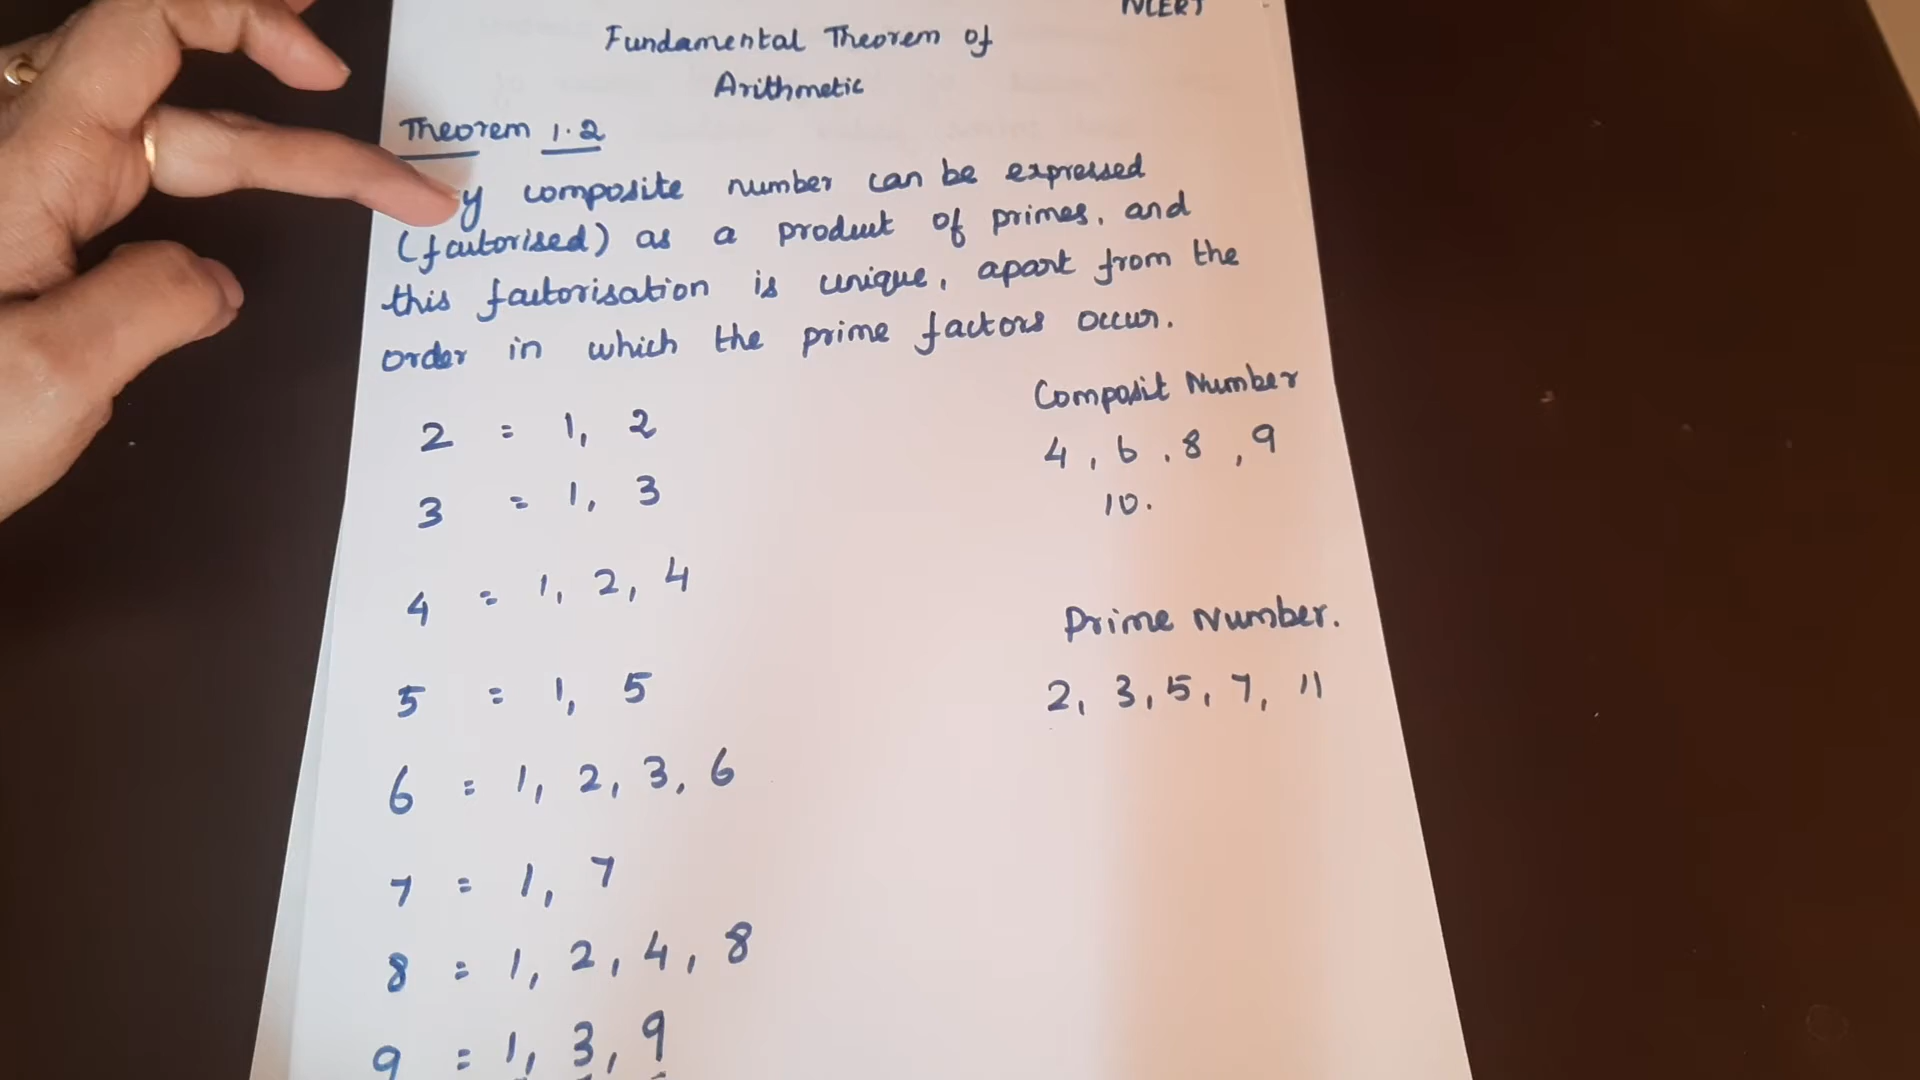 NCERT
Fundamental Theorem of
Arithmetic
Theorem 1.2
y composite number can be expressed
(factorised) as a product of primes, and
this factorisation is unique, apart from the
order in which the prime factors occur.
Composit Number
4, 6, 8, 9
10.
2 = 1, 2
3 = 1, 3
4 = 1, 2, 4
Prime Number.
2, 3, 5, 7, 11
5 = 1, 5
6 = 1, 2, 3, 6
7 = 1, 7
8 = 1, 2, 4, 8
9 = 1, 3, 9